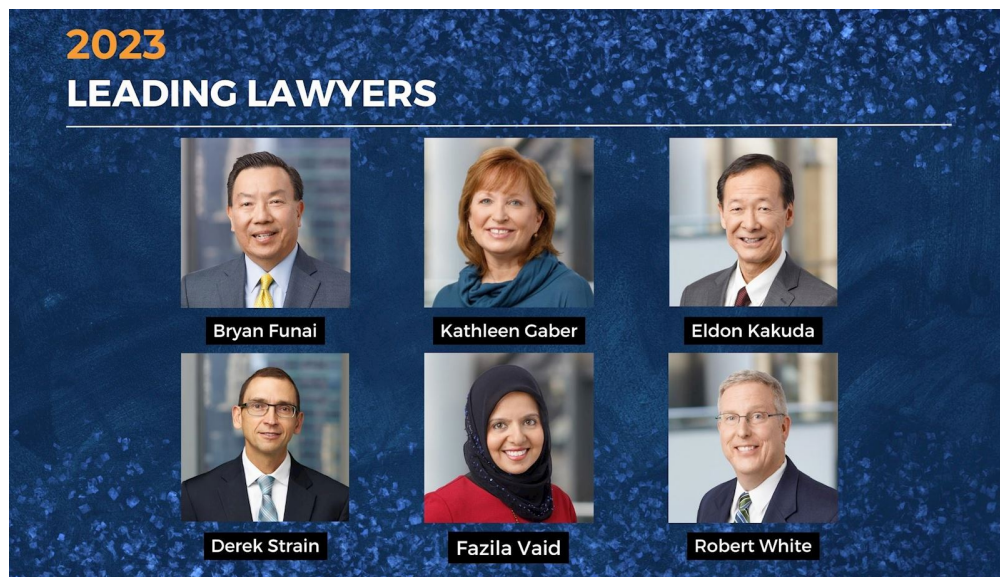 2023
LEADING LAWYERS
Bryan Funai
Kathleen Gaber
Eldon Kakuda
Derek Strain
Fazila Vaid
Robert White